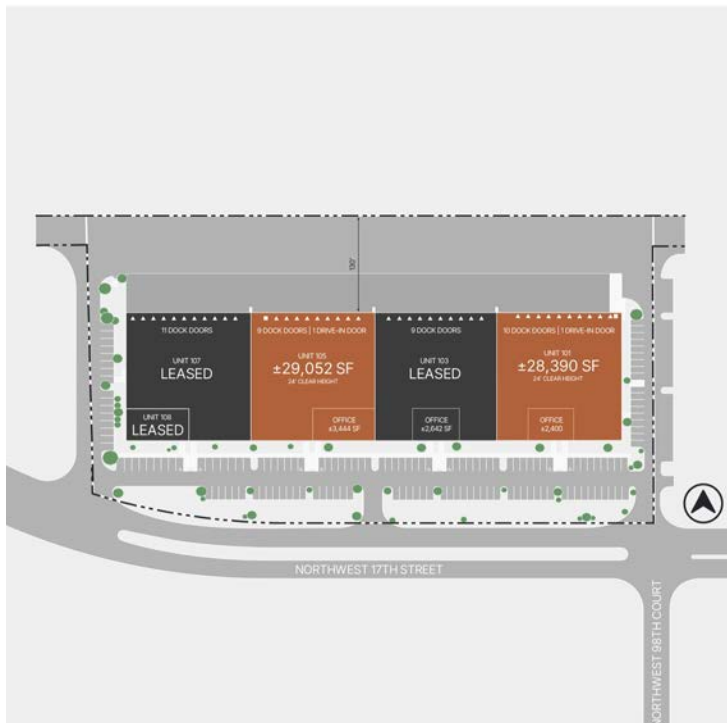 130'
11 DOCK DOORS
UNIT 107
LEASED
UNIT 108
LEASED
9 DOCK DOORS | 1 DRIVE-IN DOOR
UNIT 105
±29,052 SF
24' CLEAR HEIGHT
OFFICE
±3,444 SF
9 DOCK DOORS
UNIT 103
LEASED
OFFICE
±2,642 SF
10 DOCK DOORS | 1 DRIVE-IN DOOR
UNIT 101
±28,390 SF
24' CLEAR HEIGHT
OFFICE
±2,400
NORTHWEST 17TH STREET
NORTHWEST 98TH COURT